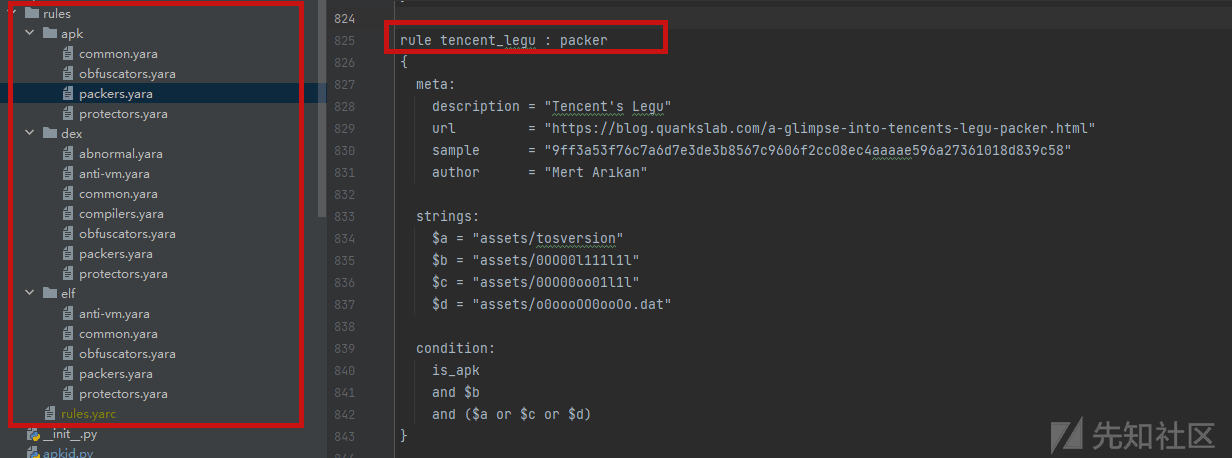 rules
apk
common.yara
obfuscators.yara
packers.yara
protectors.yara
dex
abnormal.yara
anti-vm.yara
common.yara
compilers.yara
obfuscators.yara
packers.yara
protectors.yara
elf
anti-vm.yara
common.yara
obfuscators.yara
packers.yara
protectors.yara
rules.yarc
__init__.py
apkid.py
824
825 rule tencent_legu : packer
826 {
827 meta:
828 description = "Tencent's Legu"
829 url = "https://blog.quarkslab.com/a-glimpse-into-tencents-legu-packer.html"
830 sample = "9ff3a53f76c7a6d7e3de3b8567c9606f2cc08ec4aaaae596a27361018d839c58"
831 author = "Mert Arıkan"
832
833 strings:
834 $a = "assets/tosversion"
835 $b = "assets/00000l111l1l"
836 $c = "assets/00000oo01l1l"
837 $d = "assets/o0ooo000oo0o.dat"
838
839 condition:
840 is_apk
841 and $b
842 and ($a or $c or $d)
843 }
先知社区